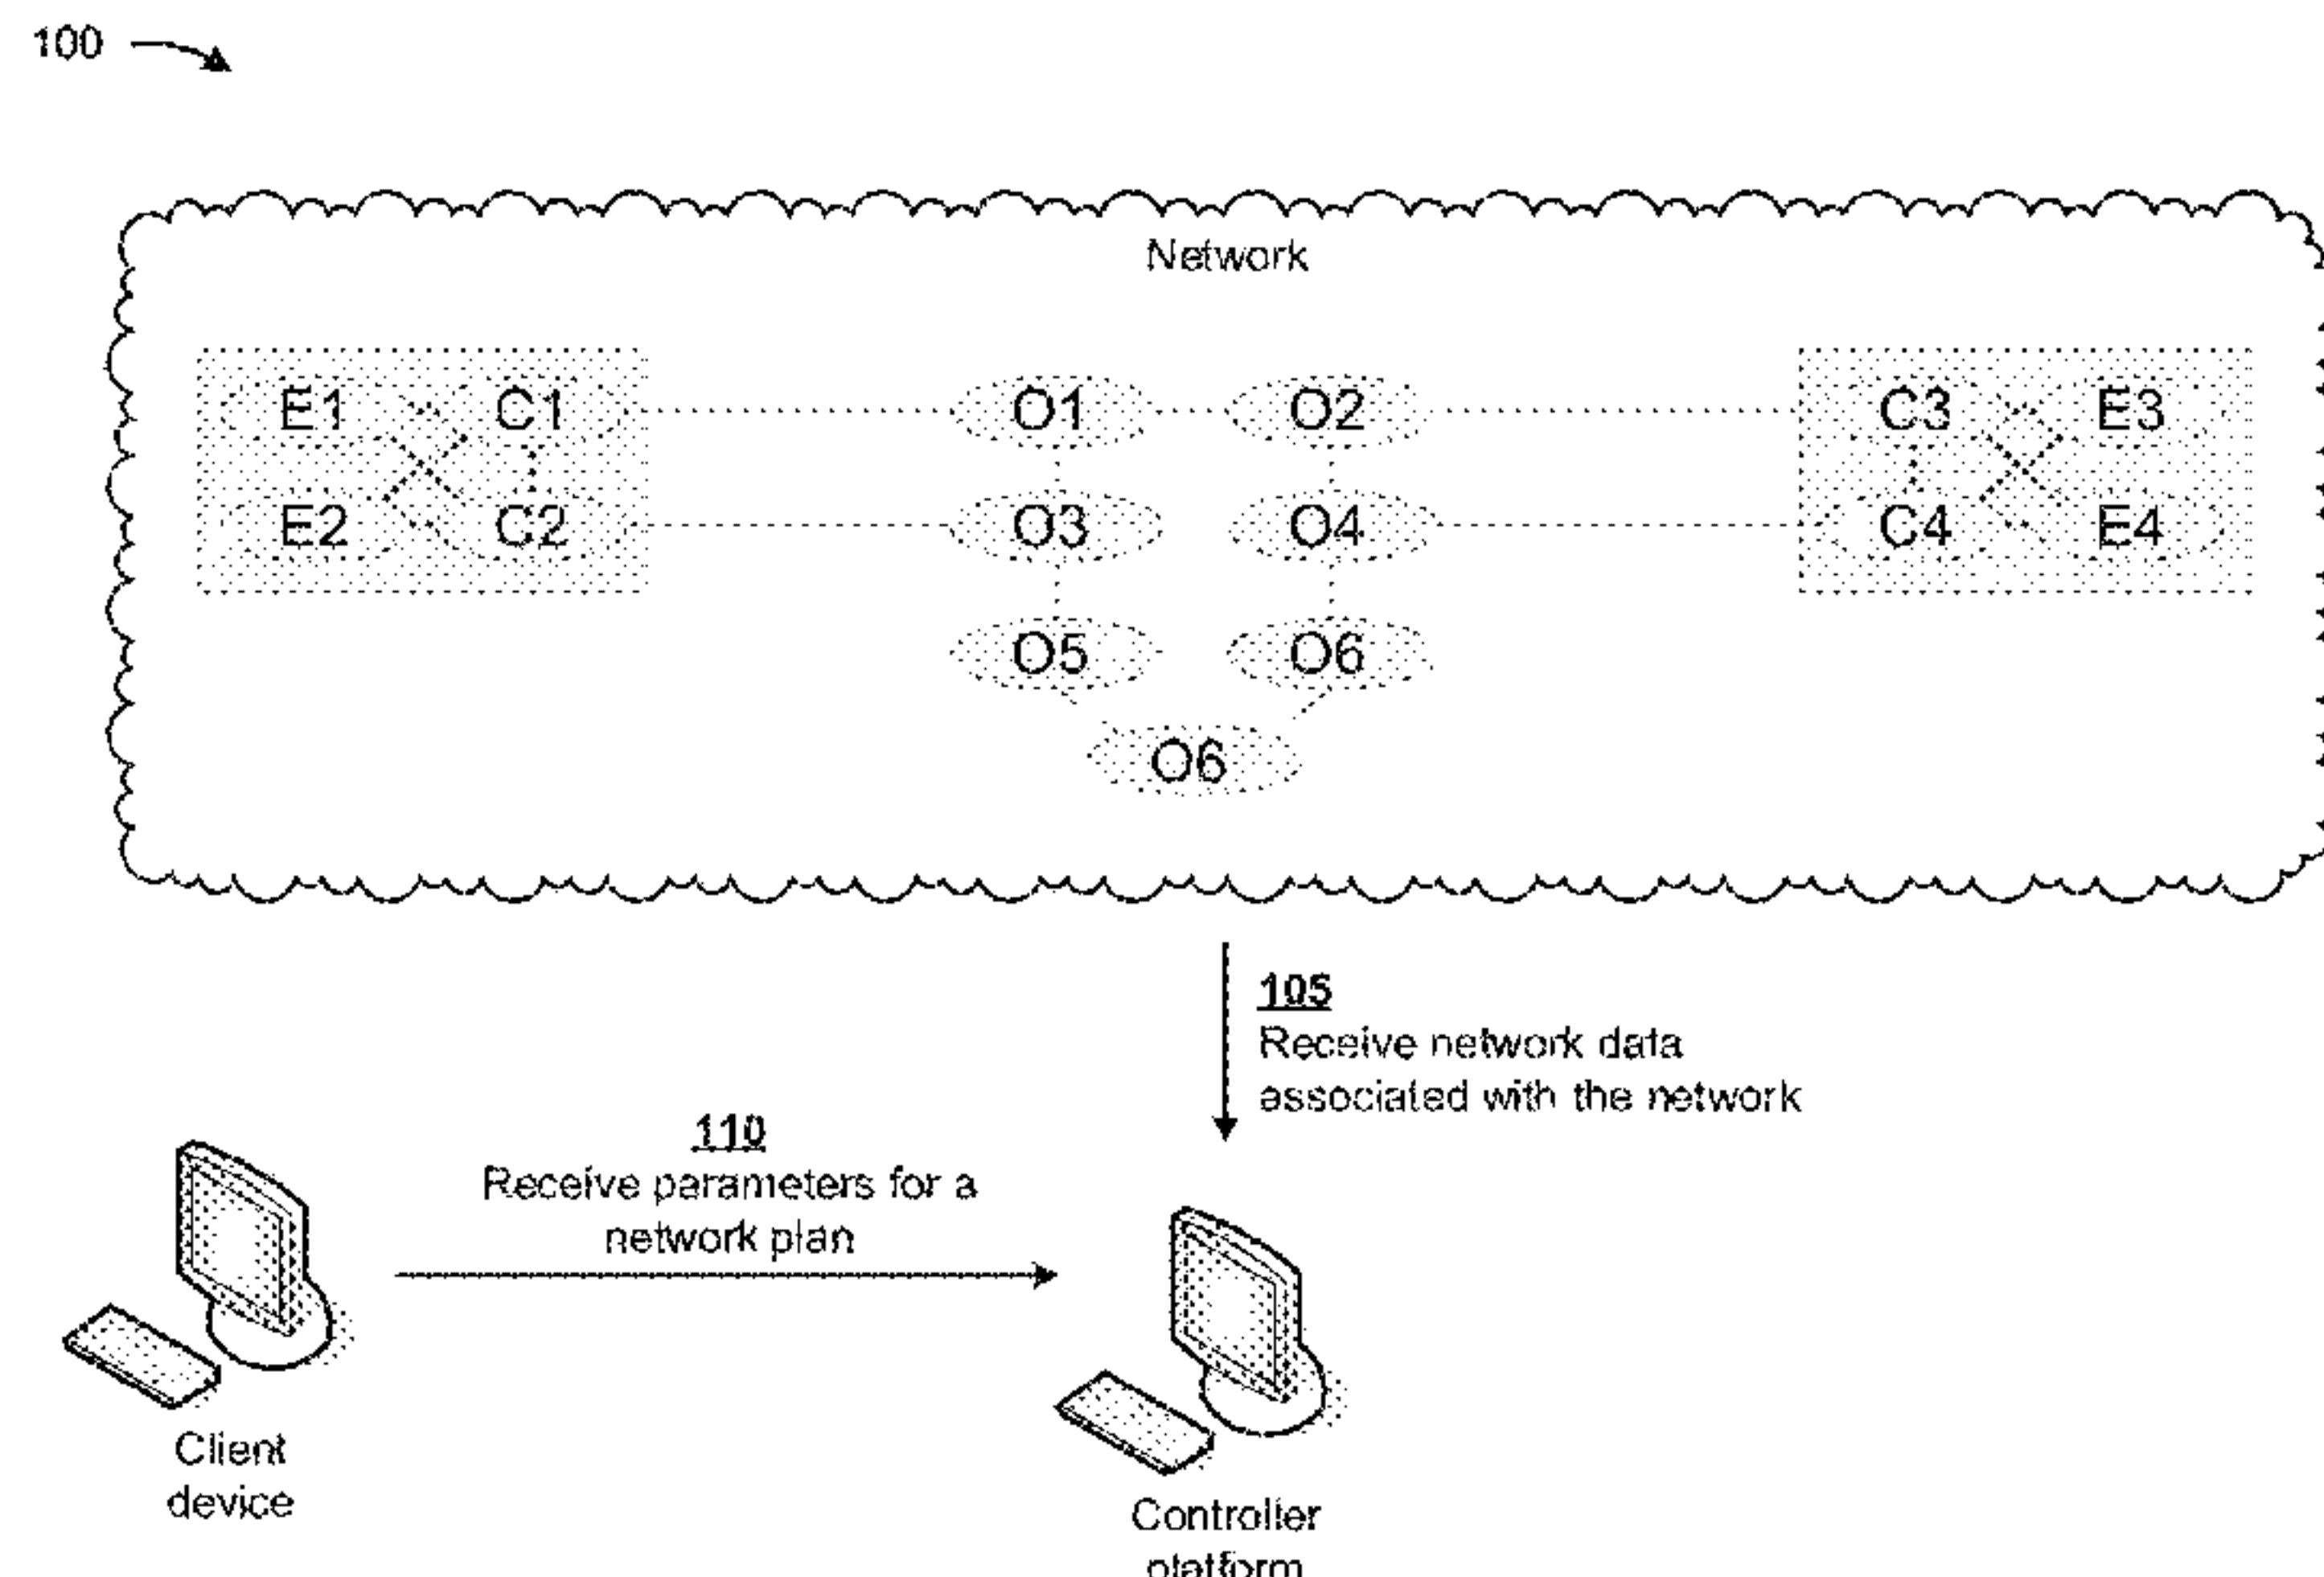 100
Network
E1 C1 O1 O2 C3 E3
E2 C2 O3 O4 C4 E4
O5 O6
O6
105
Receive network data
associated with the network
110
Receive parameters for a
network plan
Client
device
Controller
platform